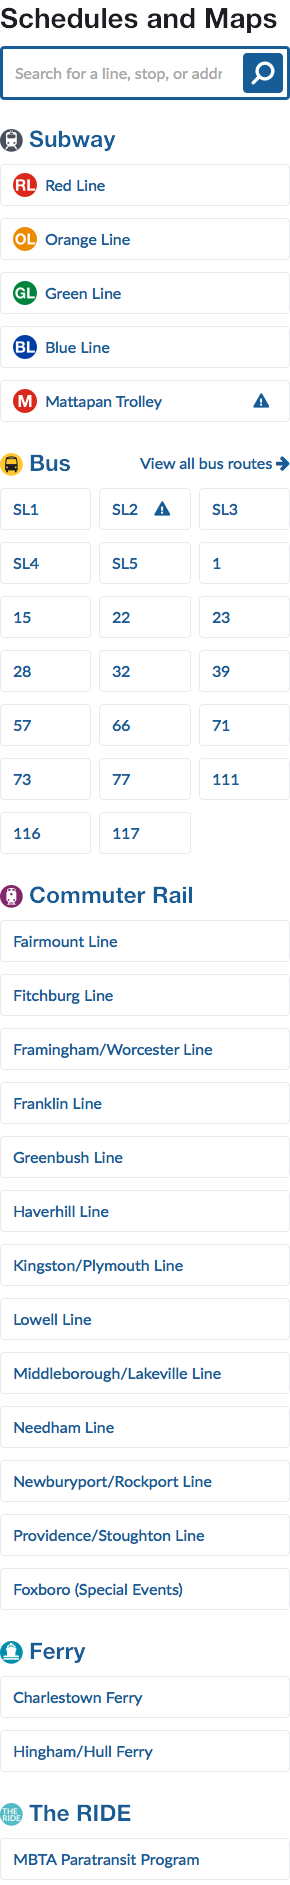 Schedules and Maps
Search for a line, stop, or addr
Subway
RL Red Line
OL Orange Line
GL Green Line
BL Blue Line
M Mattapan Trolley
Bus View all bus routes
SL1 SL2 SL3
SL4 SL5 1
15 22 23
28 32 39
57 66 71
73 77 111
116 117
Commuter Rail
Fairmount Line
Fitchburg Line
Framingham/Worcester Line
Franklin Line
Greenbush Line
Haverhill Line
Kingston/Plymouth Line
Lowell Line
Middleborough/Lakeville Line
Needham Line
Newburyport/Rockport Line
Providence/Stoughton Line
Foxboro (Special Events)
Ferry
Charlestown Ferry
Hingham/Hull Ferry
THE RIDE The RIDE
MBTA Paratransit Program